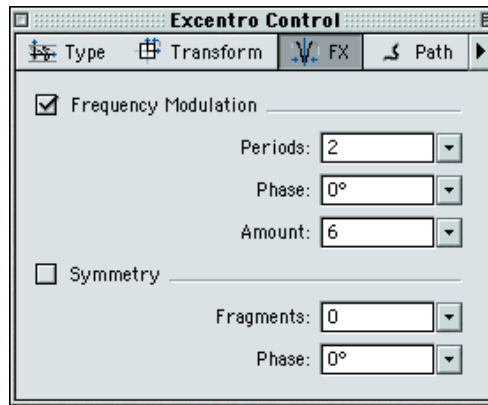 Excentro Control
Type Transform FX Path
Frequency Modulation
Periods: 2
Phase: 0°
Amount: 6
Symmetry
Fragments: 0
Phase: 0°